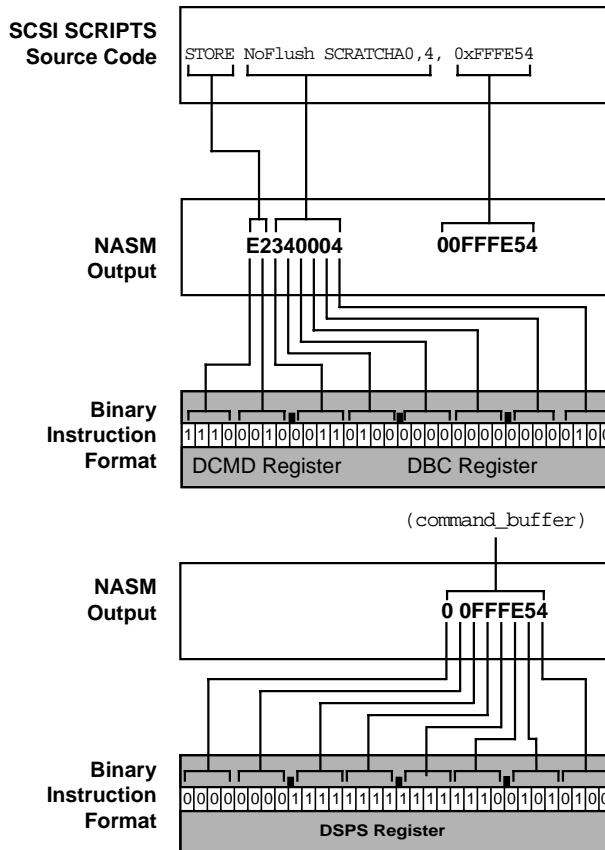 SCSI SCRIPTS
Source Code
STORE NoFlush SCRATCHA0,4, 0xFFFE54
NASM
Output
E2340004 00FFFE54
Binary
Instruction
Format
11100010001101000000000000000100
DCMD Register DBC Register
(command_buffer)
NASM
Output
0 0FFFE54
Binary
Instruction
Format
00000000111111111111111001010100
DSPS Register